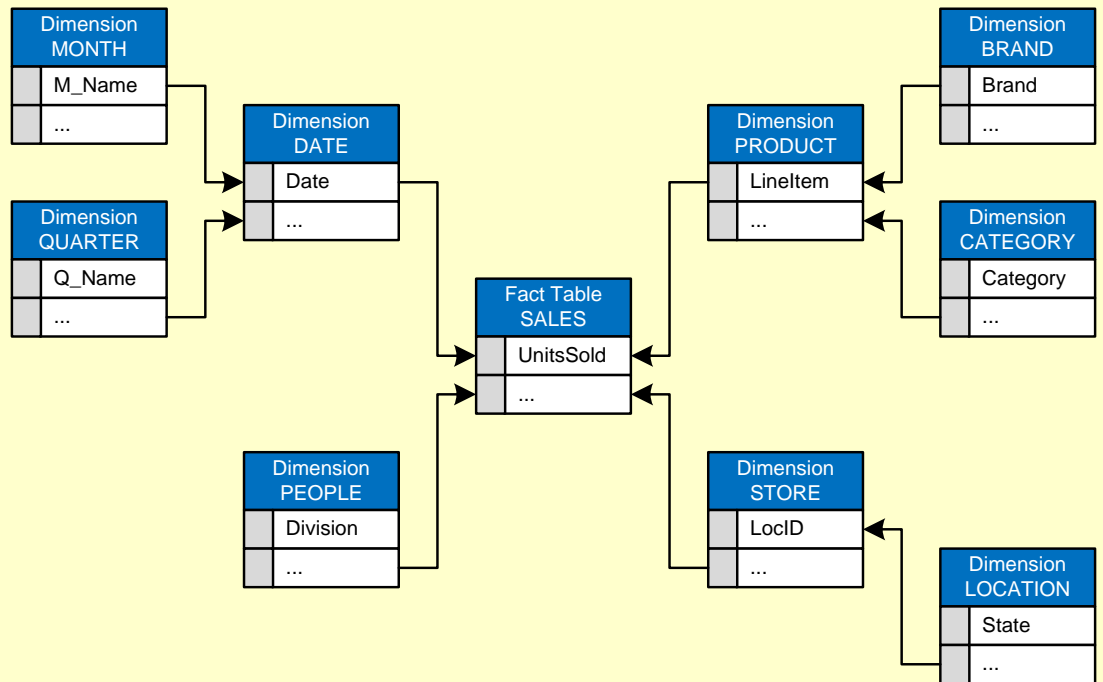 Dimension
MONTH
M_Name
...
Dimension
BRAND
Brand
...
Dimension
DATE
Date
...
Dimension
PRODUCT
LineItem
...
Dimension
QUARTER
Q_Name
...
Dimension
CATEGORY
Category
...
Fact Table
SALES
UnitsSold
...
Dimension
PEOPLE
Division
...
Dimension
STORE
LocID
...
Dimension
LOCATION
State
...